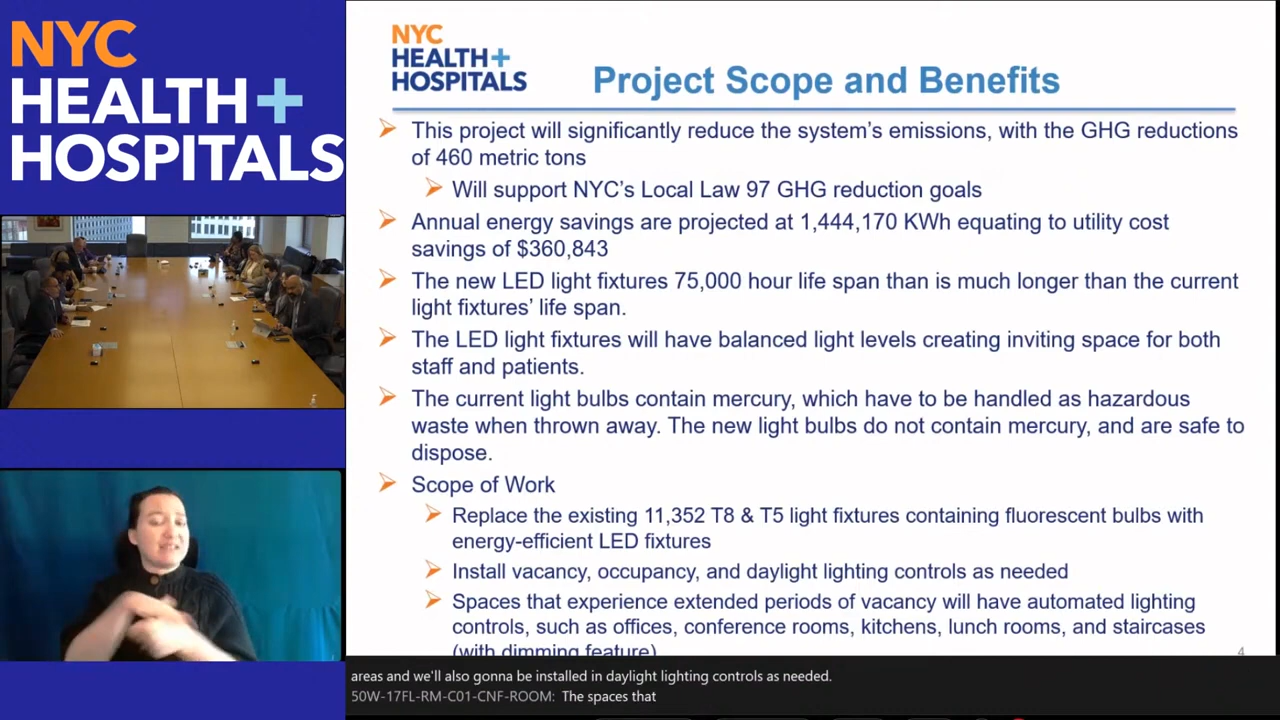 NYC
HEALTH+
HOSPITALS
NYC
HEALTH+
HOSPITALS
Project Scope and Benefits
This project will significantly reduce the system's emissions, with the GHG reductions
of 460 metric tons
Will support NYC's Local Law 97 GHG reduction goals
Annual energy savings are projected at 1,444,170 KWh equating to utility cost
savings of $360,843
The new LED light fixtures 75,000 hour life span than is much longer than the current
light fixtures' life span.
The LED light fixtures will have balanced light levels creating inviting space for both
staff and patients.
The current light bulbs contain mercury, which have to be handled as hazardous
waste when thrown away. The new light bulbs do not contain mercury, and are safe to
dispose.
Scope of Work
Replace the existing 11,352 T8 & T5 light fixtures containing fluorescent bulbs with
energy-efficient LED fixtures
Install vacancy, occupancy, and daylight lighting controls as needed
Spaces that experience extended periods of vacancy will have automated lighting
controls, such as offices, conference rooms, kitchens, lunch rooms, and staircases
(with dimming feature)
4
areas and we'll also gonna be installed in daylight lighting controls as needed.
50W-17FL-RM-C01-CNF-ROOM: The spaces that